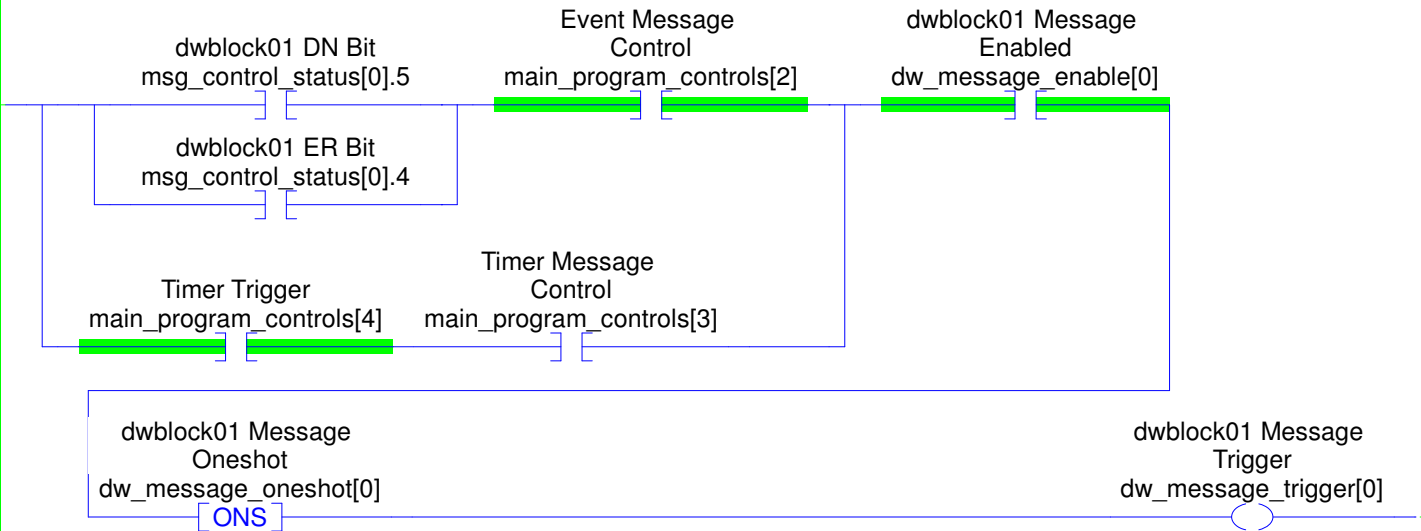 dwblock01 DN Bit
msg_control_status[0].5
Event Message
Control
main_program_controls[2]
dwblock01 Message
Enabled
dw_message_enable[0]
dwblock01 ER Bit
msg_control_status[0].4
Timer Trigger
main_program_controls[4]
Timer Message
Control
main_program_controls[3]
dwblock01 Message
Oneshot
dw_message_oneshot[0]
ONS
dwblock01 Message
Trigger
dw_message_trigger[0]